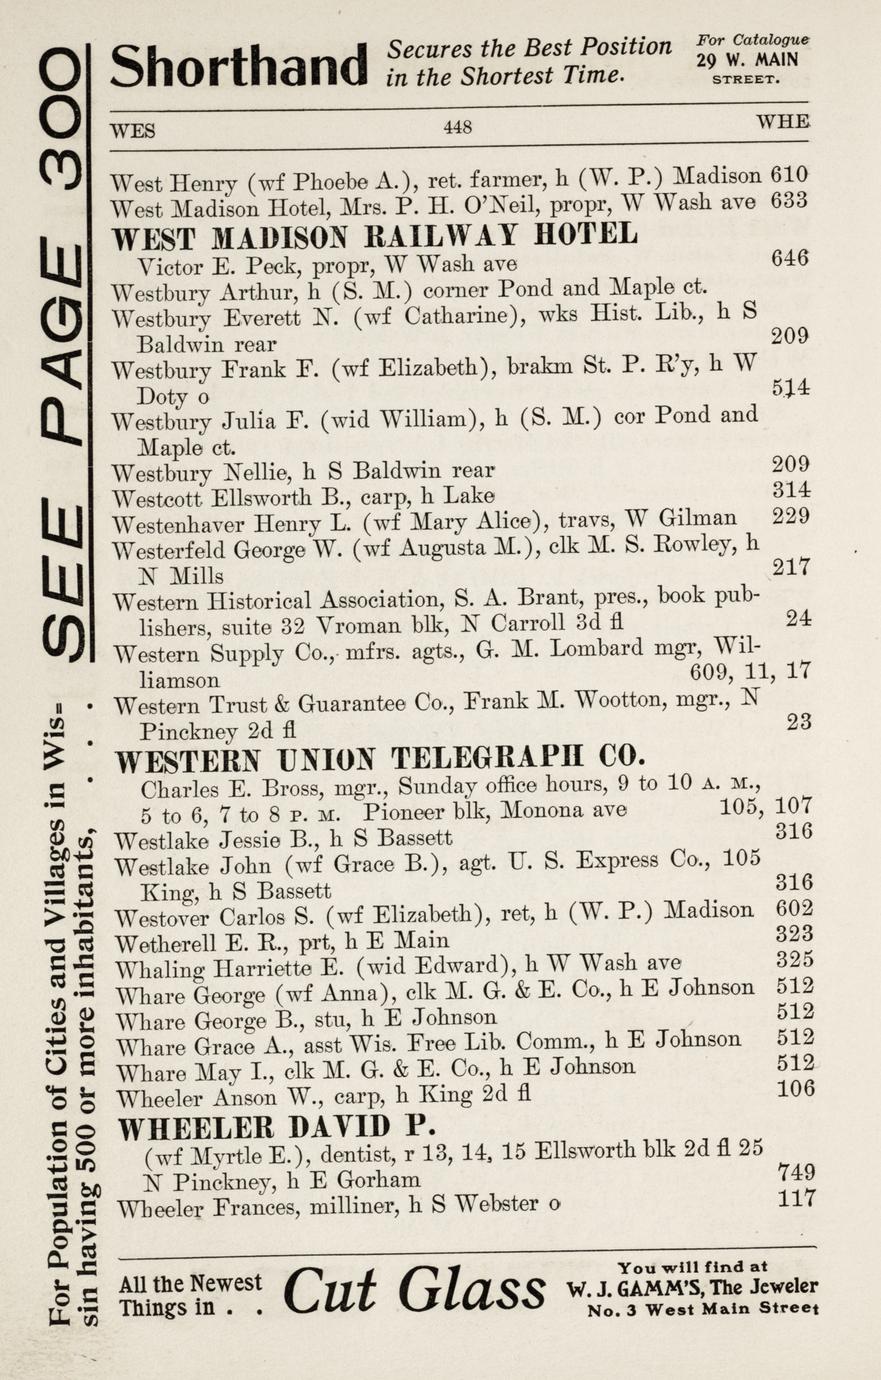 Shorthand Secures the Best Position in the Shortest Time.
For Catalogue
29 W. MAIN
STREET.
WES 448 WHE
West Henry (wf Phoebe A.), ret. farmer, h (W. P.) Madison 610
West Madison Hotel, Mrs. P. H. O'Neil, propr, W Wash ave 633
WEST MADISON RAILWAY HOTEL
Victor E. Peck, propr, W Wash ave 646
Westbury Arthur, h (S. M.) corner Pond and Maple ct.
Westbury Everett N. (wf Catharine), wks Hist. Lib., h S
Baldwin rear 209
Westbury Frank F. (wf Elizabeth), brakm St. P. R'y, h W
Doty o 514
Westbury Julia F. (wid William), h (S. M.) cor Pond and
Maple ct.
Westbury Nellie, h S Baldwin rear 209
Westcott Ellsworth B., carp, h Lake 314
Westenhaver Henry L. (wf Mary Alice), travs, W Gilman 229
Westerfeld George W. (wf Augusta M.), clk M. S. Rowley, h
N Mills 217
Western Historical Association, S. A. Brant, pres., book pub-
lishers, suite 32 Vroman blk, N Carroll 3d fl 24
Western Supply Co., mfrs. agts., G. M. Lombard mgr, Wil-
liamson 609, 11, 17
Western Trust & Guarantee Co., Frank M. Wootton, mgr., N
Pinckney 2d fl 23
WESTERN UNION TELEGRAPH CO.
Charles E. Bross, mgr., Sunday office hours, 9 to 10 A. M.,
5 to 6, 7 to 8 P. M. Pioneer blk, Monona ave 105, 107
Westlake Jessie B., h S Bassett 316
Westlake John (wf Grace B.), agt. U. S. Express Co., 105
King, h S Bassett 316
Westover Carlos S. (wf Elizabeth), ret, h (W. P.) Madison 602
Wetherell E. R., prt, h E Main 323
Whaling Harriette E. (wid Edward), h W Wash ave 325
Whare George (wf Anna), clk M. G. & E. Co., h E Johnson 512
Whare George B., stu, h E Johnson 512
Whare Grace A., asst Wis. Free Lib. Comm., h E Johnson 512
Whare May I., clk M. G. & E. Co., h E Johnson 512
Wheeler Anson W., carp, h King 2d fl 106
WHEELER DAVID P.
(wf Myrtle E.), dentist, r 13, 14, 15 Ellsworth blk 2d fl 25
N Pinckney, h E Gorham 749
Wheeler Frances, milliner, h S Webster o 117
All the Newest
Things in . . Cut Glass
You will find at
W. J. GAMM'S, The Jeweler
No. 3 West Main Street
For Population of Cities and Villages in Wis-
sin having 500 or more inhabitants, . . .
SEE PAGE 300